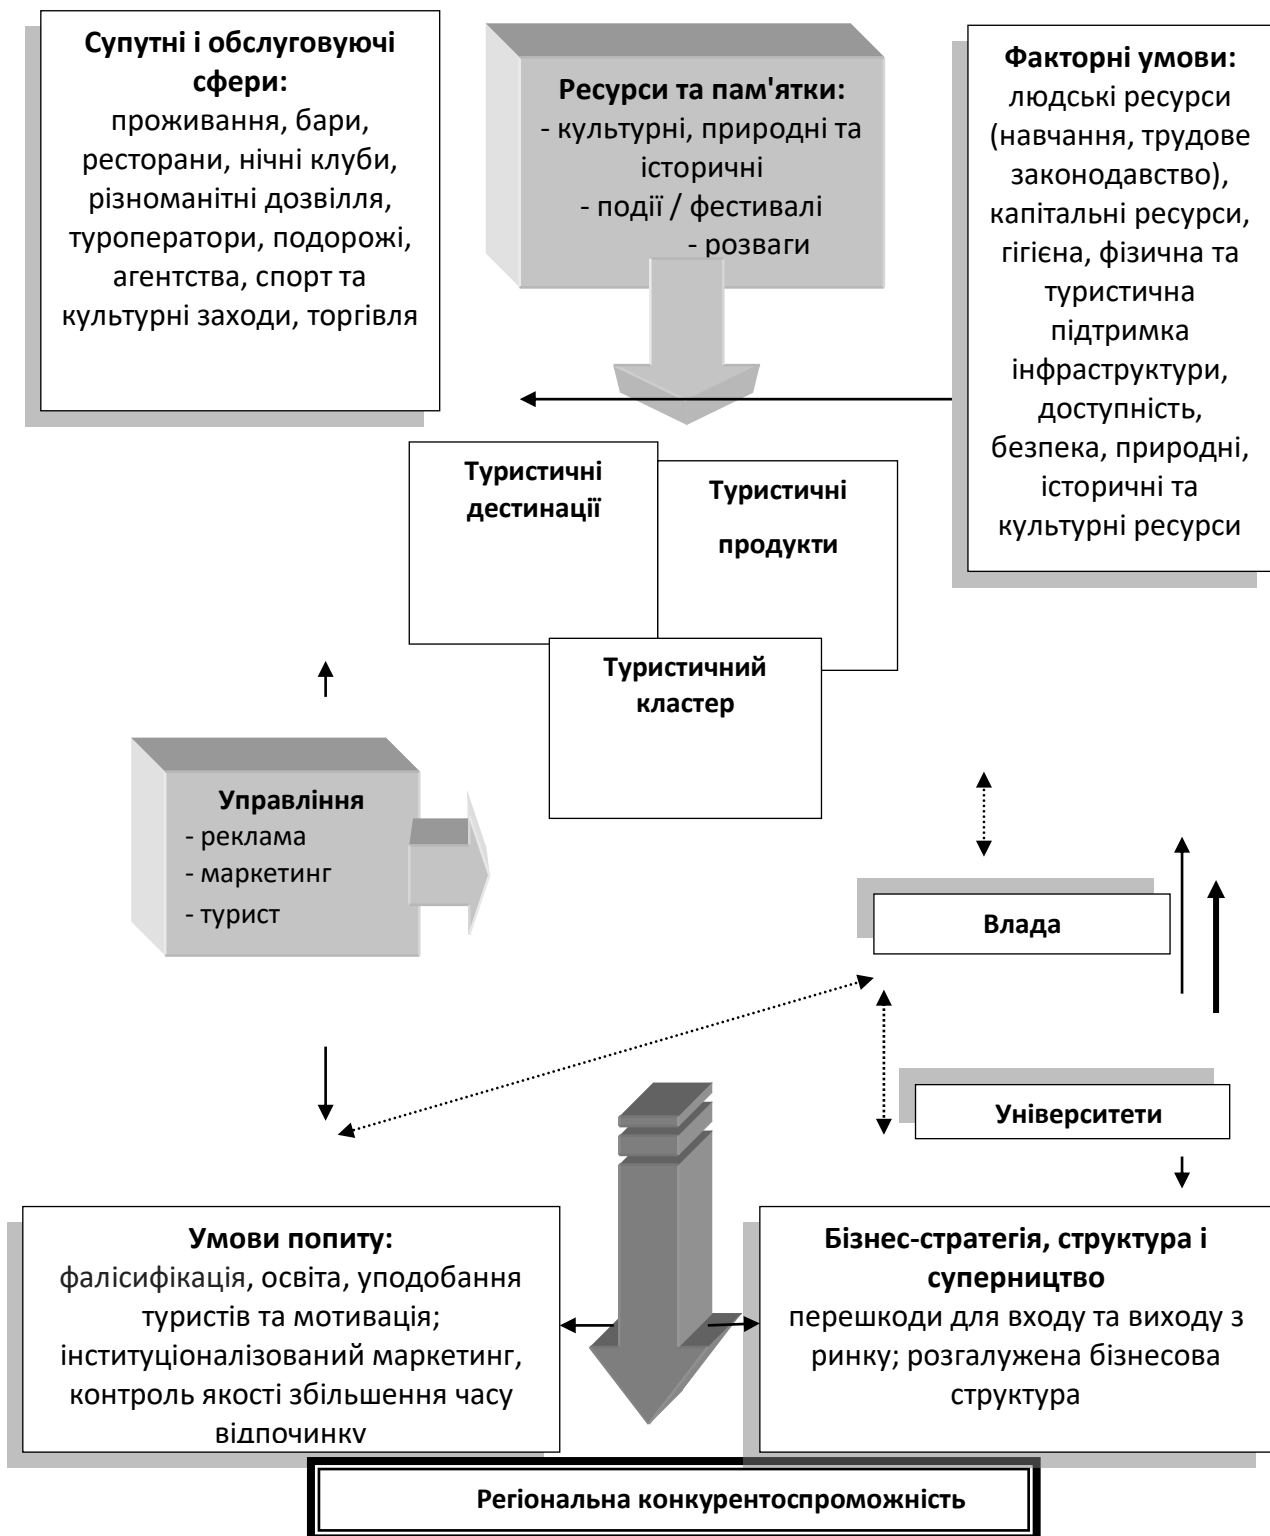 Супутні і обслуговуючі
сфери:
проживання, бари,
ресторани, нічні клуби,
різноманітні дозвілля,
туроператори, подорожі,
агентства, спорт та
культурні заходи, торгівля
Ресурси та пам'ятки:
- культурні, природні та
історичні
- події / фестивалі
- розваги
Факторні умови:
людські ресурси
(навчання, трудове
законодавство),
капітальні ресурси,
гігієна, фізична та
туристична
підтримка
інфраструктури,
доступність,
безпека, природні,
історичні та
культурні ресурси
Туристичні
дестинації
Туристичні
продукти
Туристичний
кластер
Управління
- реклама
- маркетинг
- турист
Влада
Університети
Умови попиту:
фалісифікація, освіта, уподобання
туристів та мотивація;
інституціоналізований маркетинг,
контроль якості збільшення часу
відпочинку
Бізнес-стратегія, структура і
суперництво
перешкоди для входу та виходу з
ринку; розгалужена бізнесова
структура
Регіональна конкурентоспроможність